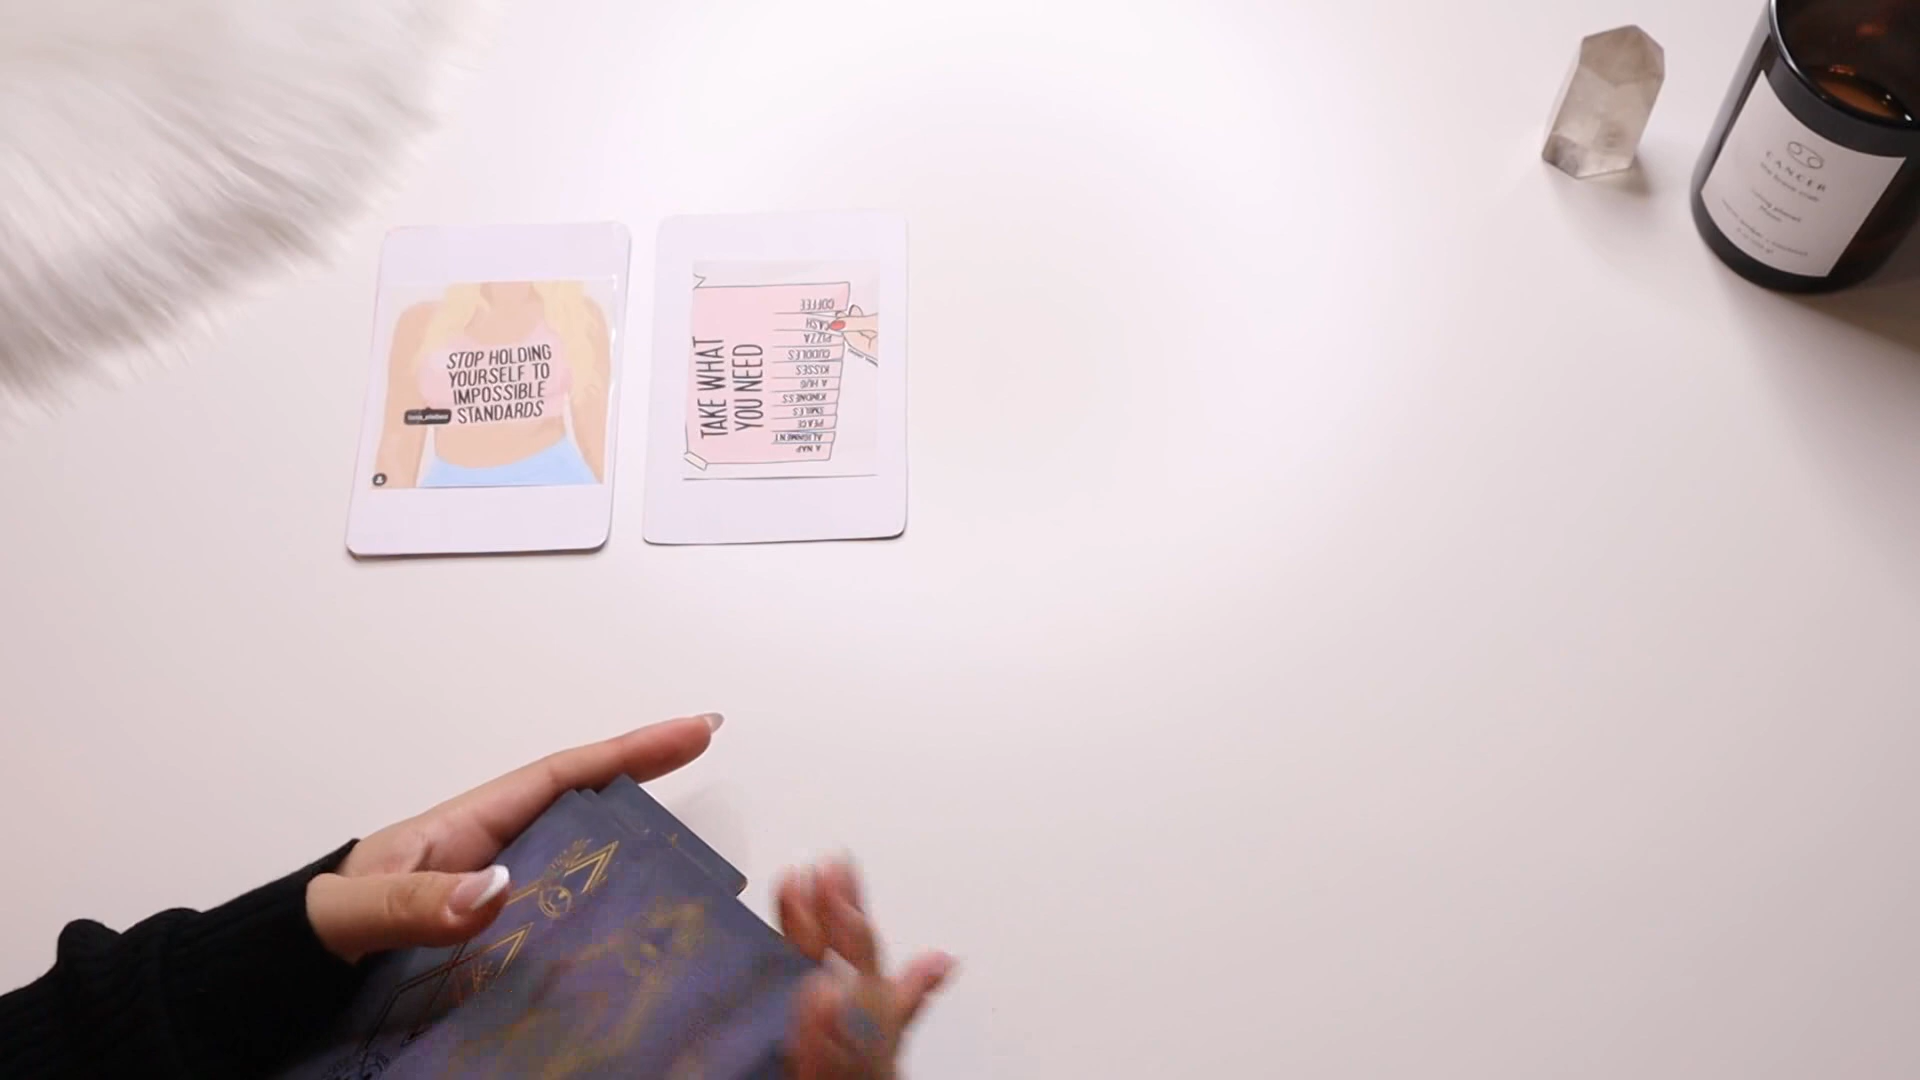 STOP HOLDING
YOURSELF TO
IMPOSSIBLE
STANDARDS
TAKE WHAT
YOU NEED
COFFEE
CASH
PIZZA
CUDDLES
KISSES
A HUG
KINDNESS
SMILES
PEACE
ALIGNMENT
A NAP
CANCER